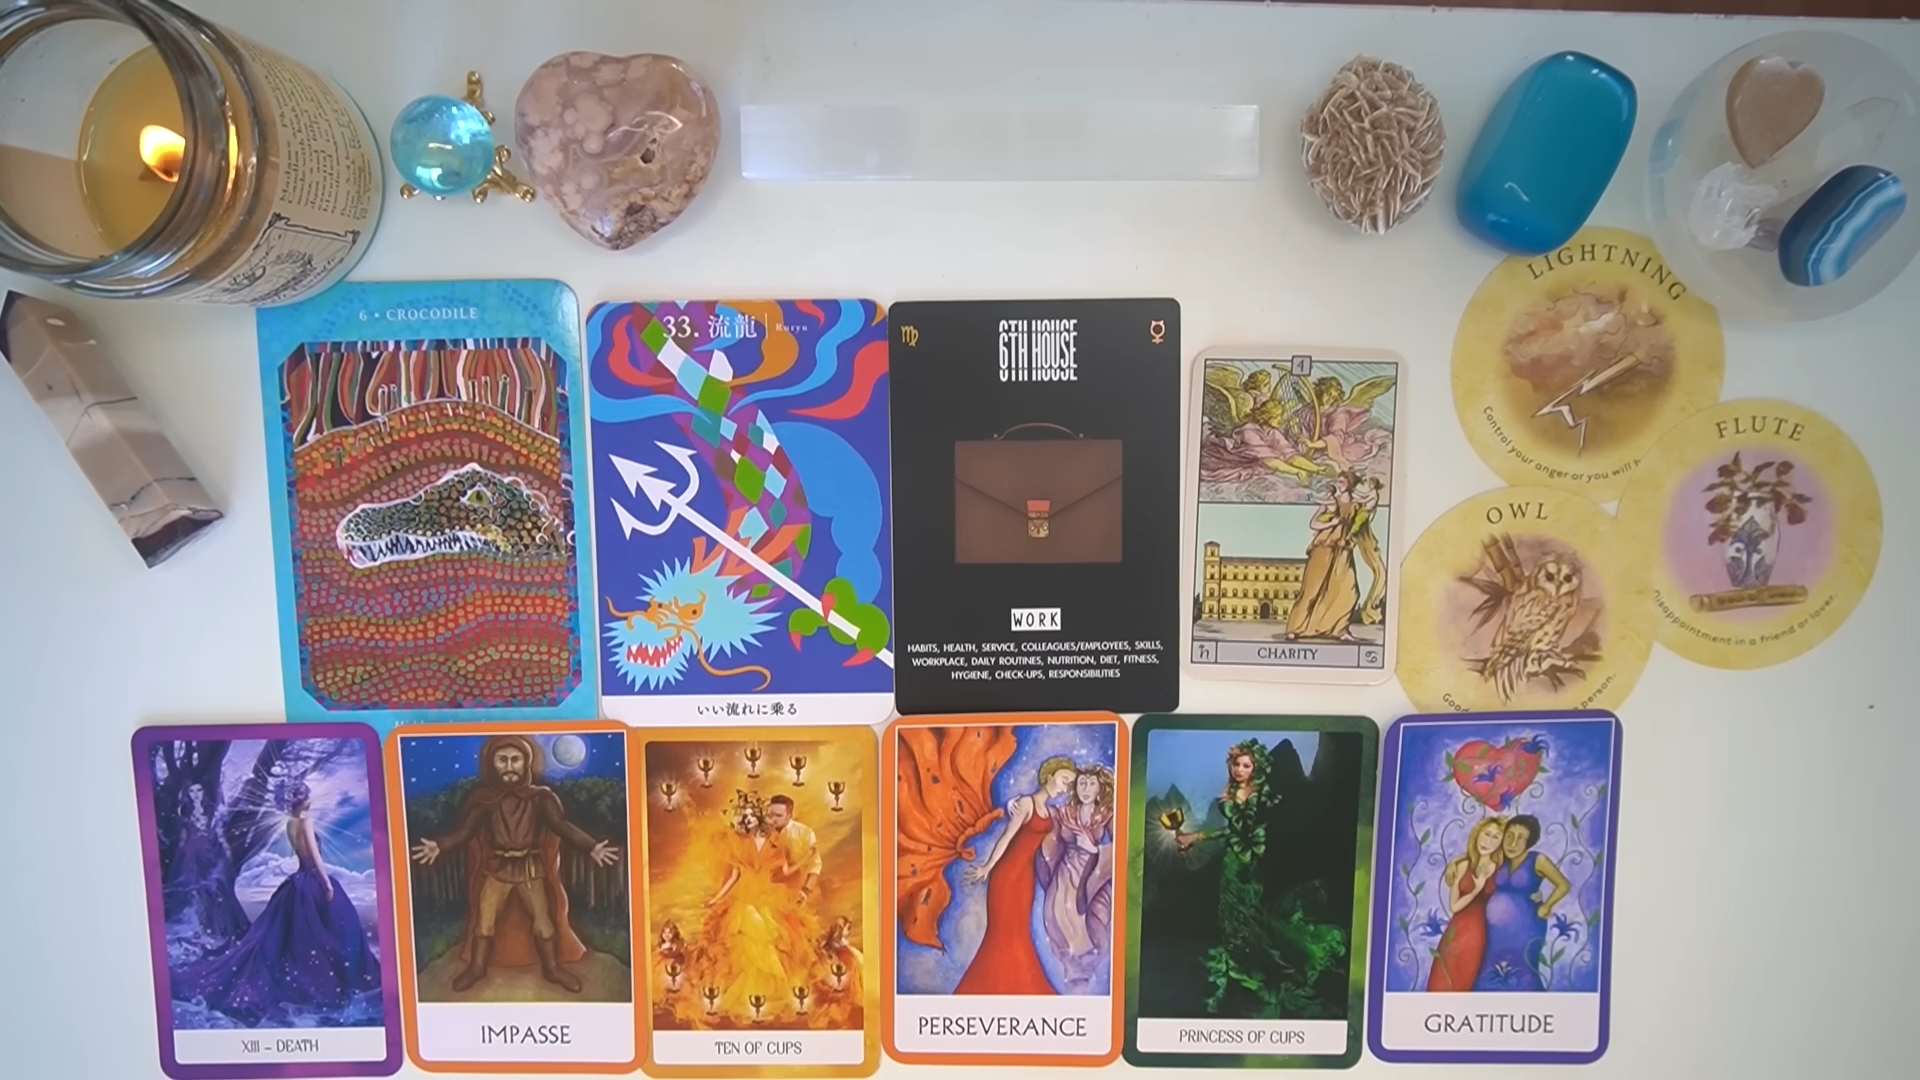 6 • CROCODILE
33. 流龍 | Ruryu
いい流れに乗る
6TH HOUSE
WORK
HABITS, HEALTH, SERVICE, COLLEAGUES/EMPLOYEES, SKILLS,
WORKPLACE, DAILY ROUTINES, NUTRITION, DIET, FITNESS,
HYGIENE, CHECK-UPS, RESPONSIBILITIES
4
CHARITY
LIGHTNING
Control your anger or you will
FLUTE
Disappointment in a friend or lover.
OWL
Good
person.
XIII – DEATH
IMPASSE
TEN OF CUPS
PERSEVERANCE
PRINCESS OF CUPS
GRATITUDE